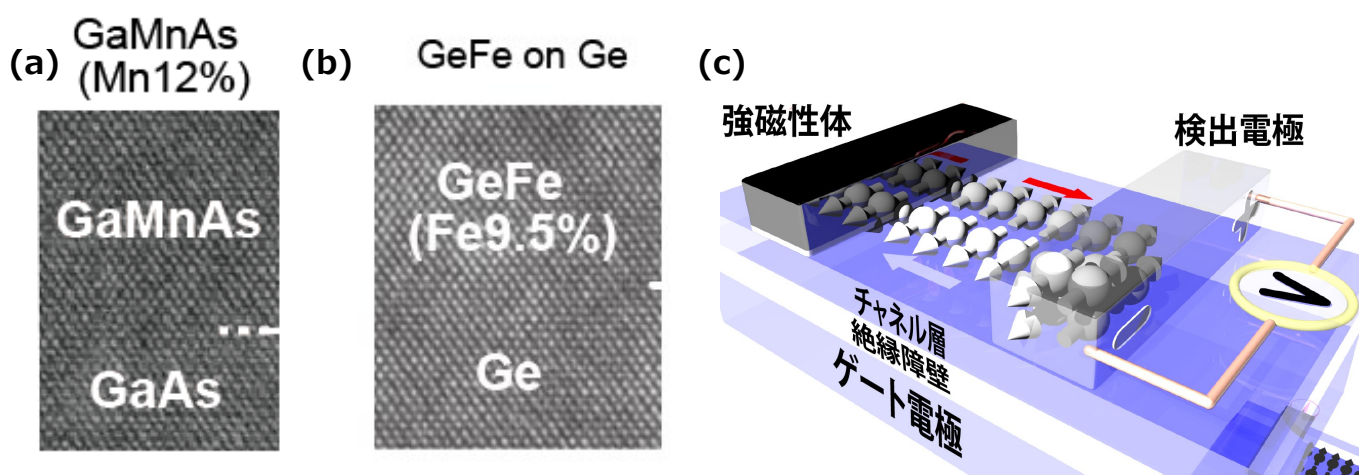 (a)
GaMnAs
(Mn12%)
GaMnAs
GaAs
(b)
GeFe on Ge
GeFe
(Fe9.5%)
Ge
(c)
強磁性体
検出電極
V
チャネル層
絶縁障壁
ゲート電極